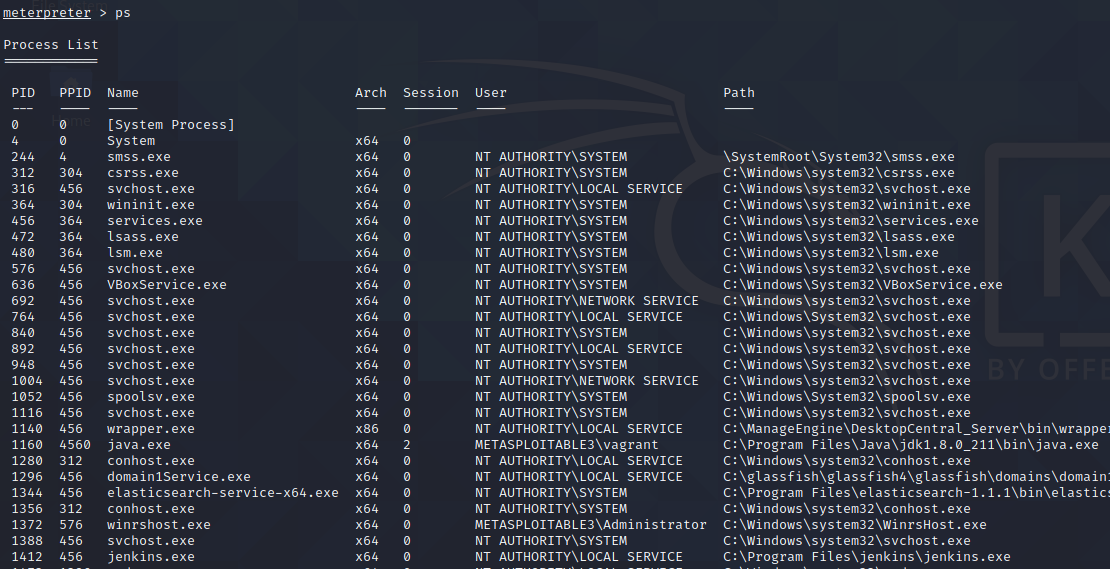 meterpreter > ps
Process List
============
PID PPID Name Arch Session User Path
--- ---- ---- ---- ------- ---- ----
0 0 [System Process]
4 0 System x64 0
244 4 smss.exe x64 0 NT AUTHORITY\SYSTEM \SystemRoot\System32\smss.exe
312 304 csrss.exe x64 0 NT AUTHORITY\SYSTEM C:\Windows\system32\csrss.exe
316 456 svchost.exe x64 0 NT AUTHORITY\LOCAL SERVICE C:\Windows\system32\svchost.exe
364 304 wininit.exe x64 0 NT AUTHORITY\SYSTEM C:\Windows\system32\wininit.exe
456 364 services.exe x64 0 NT AUTHORITY\SYSTEM C:\Windows\system32\services.exe
472 364 lsass.exe x64 0 NT AUTHORITY\SYSTEM C:\Windows\system32\lsass.exe
480 364 lsm.exe x64 0 NT AUTHORITY\SYSTEM C:\Windows\system32\lsm.exe
576 456 svchost.exe x64 0 NT AUTHORITY\SYSTEM C:\Windows\system32\svchost.exe
636 456 VBoxService.exe x64 0 NT AUTHORITY\SYSTEM C:\Windows\System32\VBoxService.exe
692 456 svchost.exe x64 0 NT AUTHORITY\NETWORK SERVICE C:\Windows\system32\svchost.exe
764 456 svchost.exe x64 0 NT AUTHORITY\LOCAL SERVICE C:\Windows\System32\svchost.exe
840 456 svchost.exe x64 0 NT AUTHORITY\SYSTEM C:\Windows\system32\svchost.exe
892 456 svchost.exe x64 0 NT AUTHORITY\LOCAL SERVICE C:\Windows\system32\svchost.exe
948 456 svchost.exe x64 0 NT AUTHORITY\SYSTEM C:\Windows\System32\svchost.exe
1004 456 svchost.exe x64 0 NT AUTHORITY\NETWORK SERVICE C:\Windows\system32\svchost.exe
1052 456 spoolsv.exe x64 0 NT AUTHORITY\SYSTEM C:\Windows\System32\spoolsv.exe
1116 456 svchost.exe x64 0 NT AUTHORITY\SYSTEM C:\Windows\system32\svchost.exe
1140 456 wrapper.exe x86 0 NT AUTHORITY\LOCAL SERVICE C:\ManageEngine\DesktopCentral_Server\bin\wrapper
1160 4560 java.exe x64 2 METASPLOITABLE3\vagrant C:\Program Files\Java\jdk1.8.0_211\bin\java.exe
1280 312 conhost.exe x64 0 NT AUTHORITY\LOCAL SERVICE C:\Windows\system32\conhost.exe
1296 456 domain1Service.exe x64 0 NT AUTHORITY\LOCAL SERVICE C:\glassfish\glassfish4\glassfish\domains\domain1
1344 456 elasticsearch-service-x64.exe x64 0 NT AUTHORITY\SYSTEM C:\Program Files\elasticsearch-1.1.1\bin\elastics
1356 312 conhost.exe x64 0 NT AUTHORITY\SYSTEM C:\Windows\system32\conhost.exe
1372 576 winrshost.exe x64 0 METASPLOITABLE3\Administrator C:\Windows\system32\WinrsHost.exe
1388 456 svchost.exe x64 0 NT AUTHORITY\SYSTEM C:\Windows\system32\svchost.exe
1412 456 jenkins.exe x64 0 NT AUTHORITY\LOCAL SERVICE C:\Program Files\jenkins\jenkins.exe
Home
K
BY OFFE